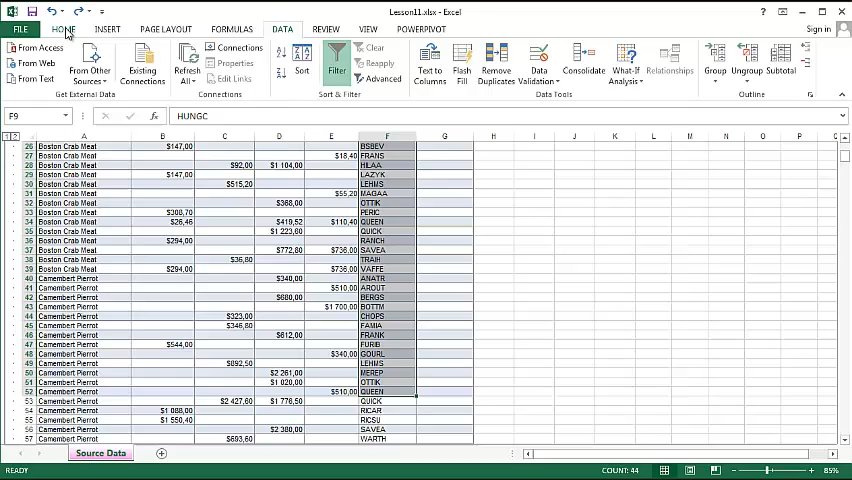 Lesson11.xlsx - Excel
FILE HOME INSERT PAGE LAYOUT FORMULAS DATA REVIEW VIEW POWERPIVOT Sign in
From Access
From Web
From Text
From Other Sources
Get External Data
Existing Connections
Refresh All
Connections
Properties
Edit Links
Connections
Sort
Filter
Clear
Reapply
Advanced
Sort & Filter
Text to Columns
Flash Fill
Remove Duplicates
Data Validation
Consolidate
What-If Analysis
Relationships
Data Tools
Group
Ungroup
Subtotal
Outline
F9 HUNGC
1 2 A B C D E F G H I J K L M N O P
26 Boston Crab Meat $147,00 BSBEV
27 Boston Crab Meat $18,40 FRANS
28 Boston Crab Meat $92,00 $1 104,00 HILAA
29 Boston Crab Meat $147,00 LAZYK
30 Boston Crab Meat $515,20 LEHMS
31 Boston Crab Meat $55,20 MAGAA
32 Boston Crab Meat $368,00 OTTIK
33 Boston Crab Meat $308,70 PERIC
34 Boston Crab Meat $26,46 $419,52 $110,40 QUEEN
35 Boston Crab Meat $1 223,60 QUICK
36 Boston Crab Meat $294,00 RANCH
37 Boston Crab Meat $772,80 $736,00 SAVEA
38 Boston Crab Meat $36,80 TRAIH
39 Boston Crab Meat $294,00 $736,00 VAFFE
40 Camembert Pierrot $340,00 ANATR
41 Camembert Pierrot $510,00 AROUT
42 Camembert Pierrot $680,00 BERGS
43 Camembert Pierrot $1 700,00 BOTTM
44 Camembert Pierrot $323,00 CHOPS
45 Camembert Pierrot $346,80 FAMIA
46 Camembert Pierrot $612,00 FRANK
47 Camembert Pierrot $544,00 FURIB
48 Camembert Pierrot $340,00 GOURL
49 Camembert Pierrot $892,50 LEHMS
50 Camembert Pierrot $2 261,00 MEREP
51 Camembert Pierrot $1 020,00 OTTIK
52 Camembert Pierrot $510,00 QUEEN
53 Camembert Pierrot $2 427,60 $1 776,50 QUICK
54 Camembert Pierrot $1 088,00 RICAR
55 Camembert Pierrot $1 550,40 RICSU
56 Camembert Pierrot $2 380,00 SAVEA
57 Camembert Pierrot $693,60 WARTH
Source Data
READY COUNT: 44 85%